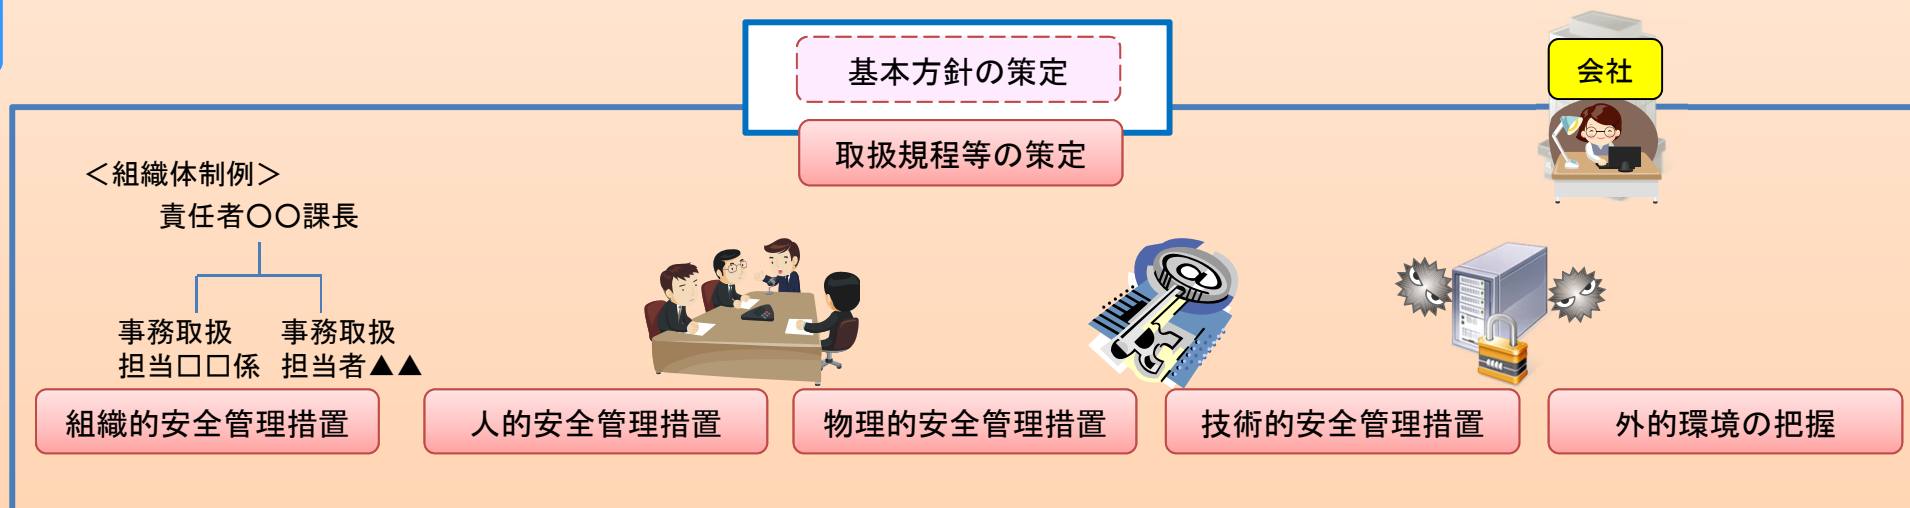 基本方針の策定
会社
取扱規程等の策定
＜組織体制例＞
責任者〇〇課長
事務取扱
担当□□係
事務取扱
担当者▲▲
組織的安全管理措置
人的安全管理措置
物理的安全管理措置
技術的安全管理措置
外的環境の把握